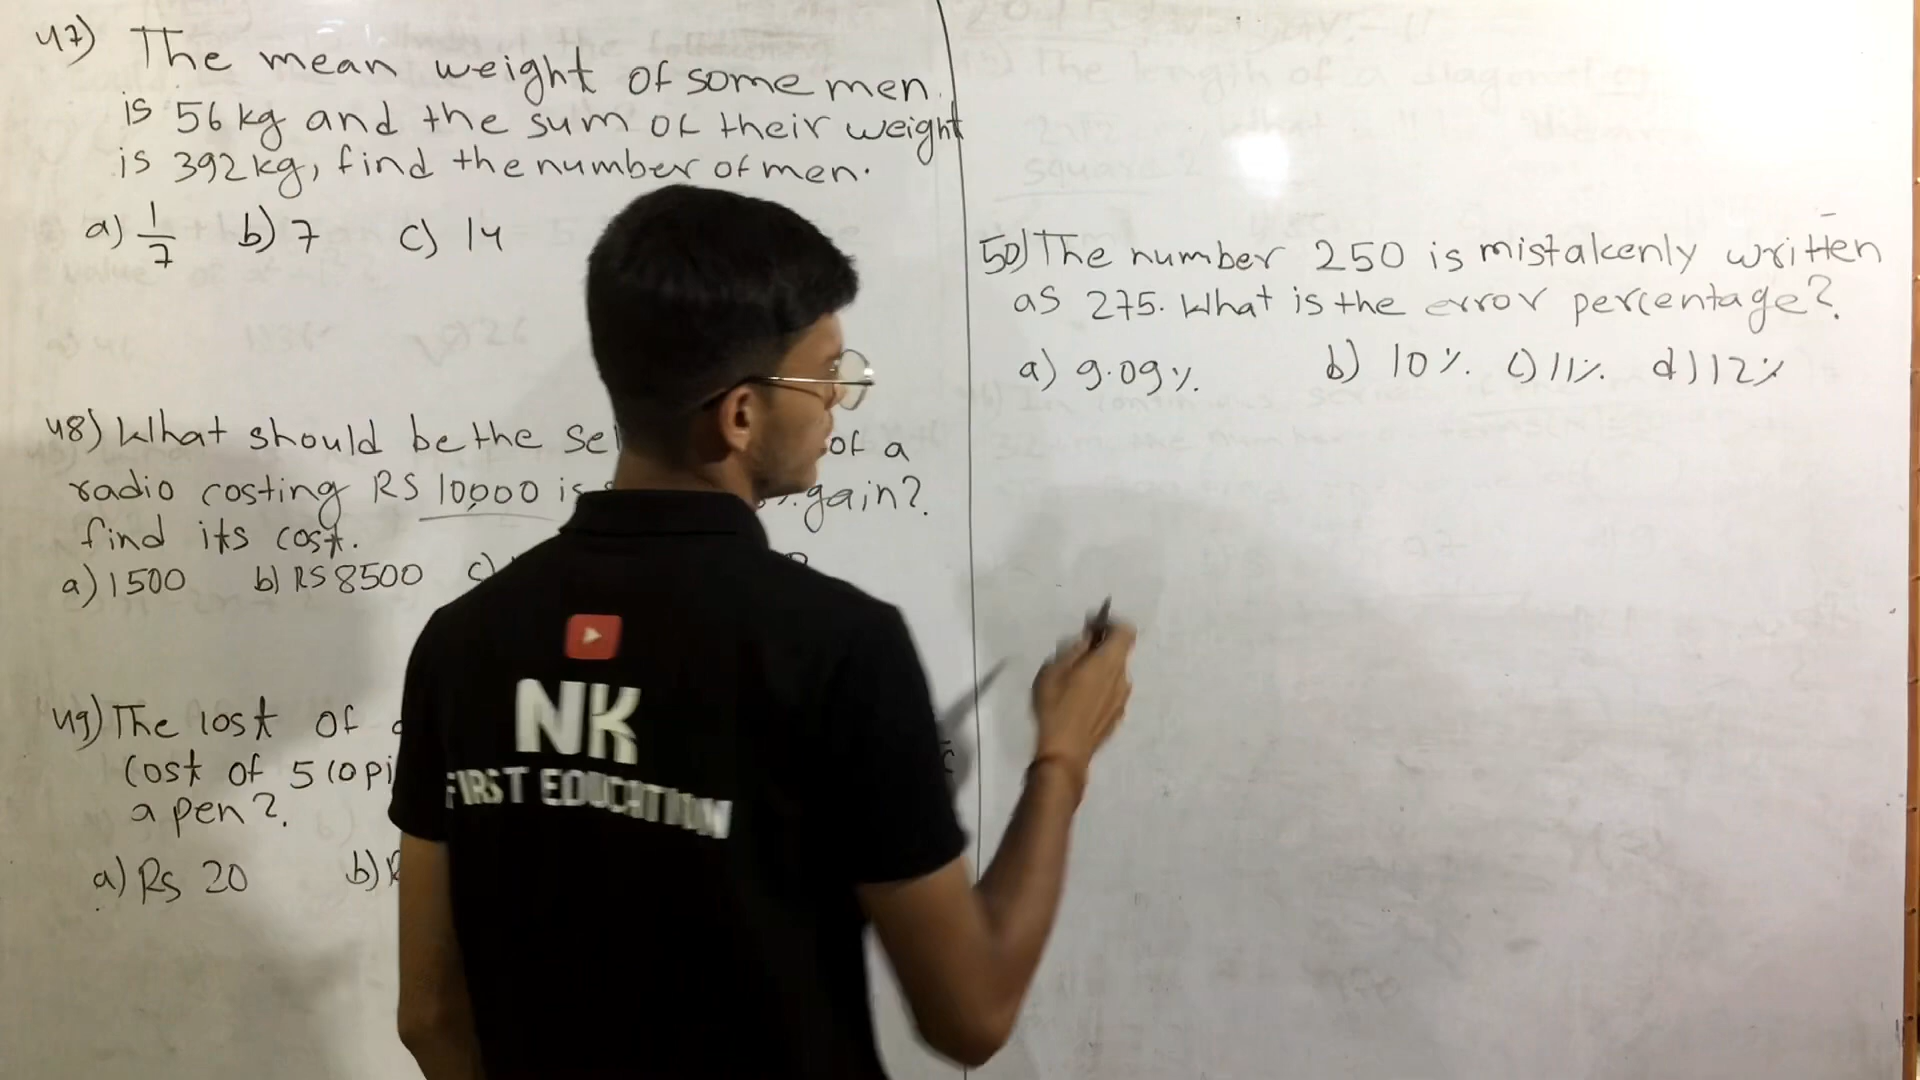 47) The mean weight of some men
is 56 kg and the sum of their weight
is 392 kg, find the number of men.
a) 1/7 b) 7 c) 14
48) What should be the of a
radio costing RS 10,000 is gain?
find its cost.
a) 1500 b) RS 8500 c)
49) The cost of
cost of 5 copi
a pen?
a) Rs 20 b)
50) The number 250 is mistakenly written
as 275. What is the error percentage?
a) 9.09% b) 10% c) 11% d) 12%
NK
FIRST EDUCATION